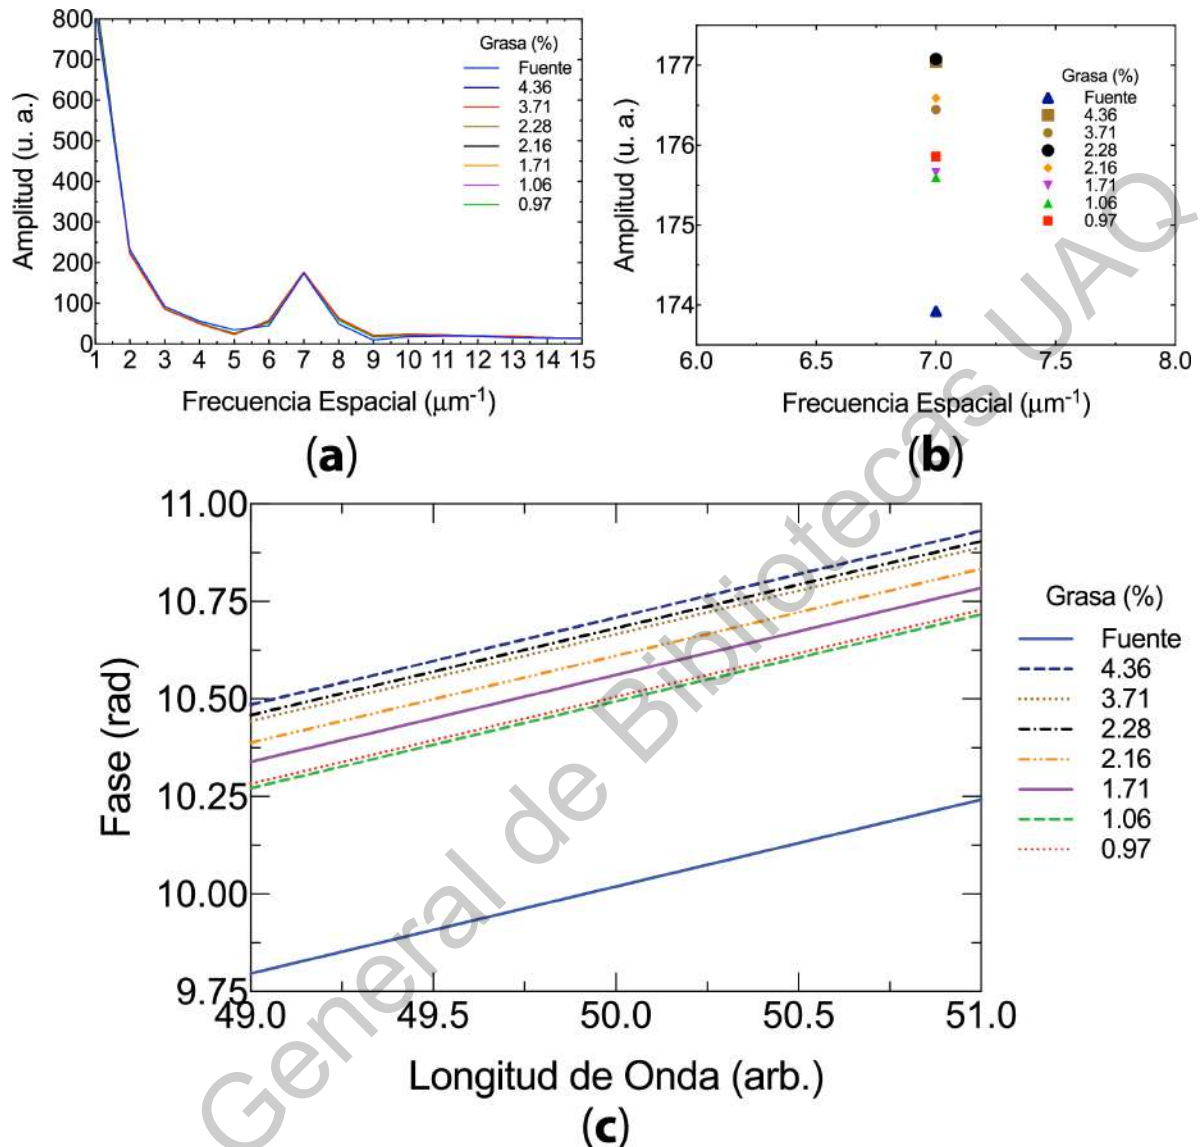 800
700
600
500
400
300
200
100
0
Amplitud (u. a.)
1 2 3 4 5 6 7 8 9 10 11 12 13 14 15
Frecuencia Espacial (μm⁻¹)
Grasa (%)
Fuente
4.36
3.71
2.28
2.16
1.71
1.06
0.97
(a)
177
176
175
174
Amplitud (u. a.)
6.0 6.5 7.0 7.5 8.0
Frecuencia Espacial (μm⁻¹)
Grasa (%)
Fuente
4.36
3.71
2.28
2.16
1.71
1.06
0.97
(b)
11.00
10.75
10.50
10.25
10.00
9.75
Fase (rad)
49.0 49.5 50.0 50.5 51.0
Longitud de Onda (arb.)
Grasa (%)
Fuente
4.36
3.71
2.28
2.16
1.71
1.06
0.97
(c)
General de Bibliotecas UAQ